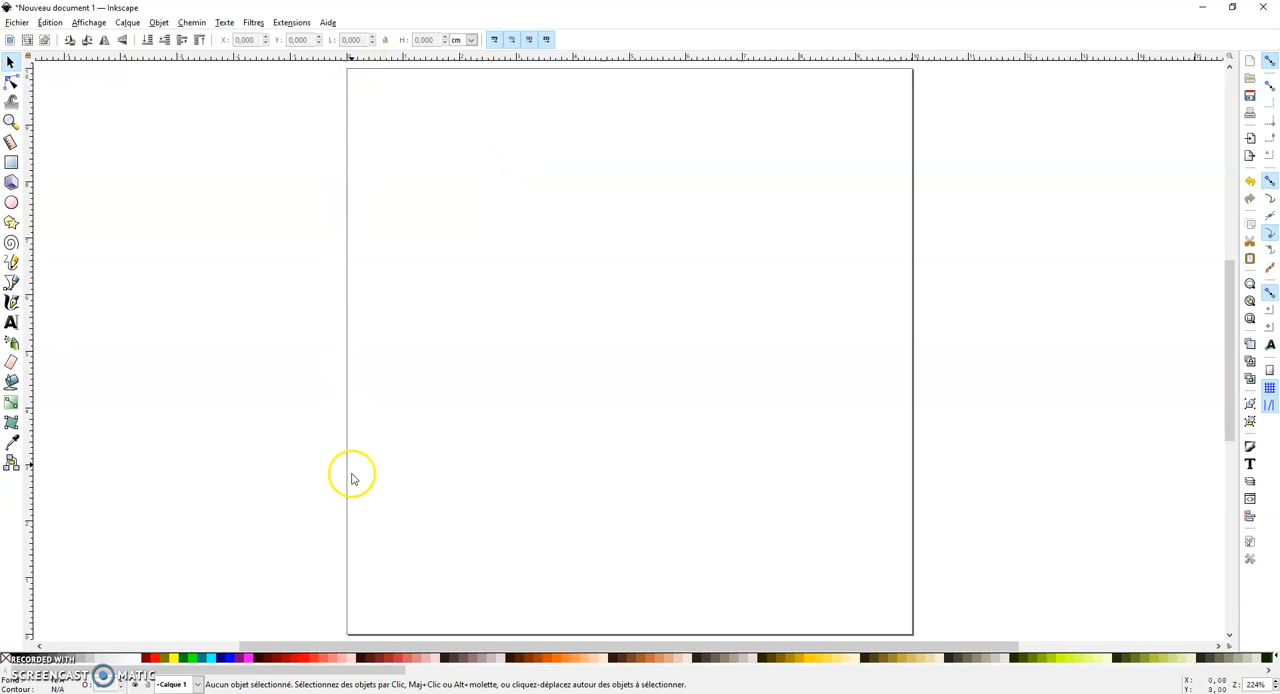 *Nouveau document 1 — Inkscape
Fichier Édition Affichage Calque Objet Chemin Texte Filtres Extensions Aide
X : 0,000 Y : 0,000 L : 0,000 H : 0,000 cm
RECORDED WITH
SCREENCAST MATIC
Fond : N/A
Contour : N/A
O :
•Calque 1
Aucun objet sélectionné. Sélectionnez des objets par Clic, Maj+Clic ou Alt+molette, ou cliquez-déplacez autour des objets à sélectionner.
X : 0,08
Y : 3,00
Z : 224%